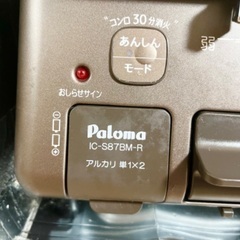 コンロ30分消火
あんしん
モード
弱
おしらせサイン
Paloma
IC-S87BM-R
アルカリ 単1×2